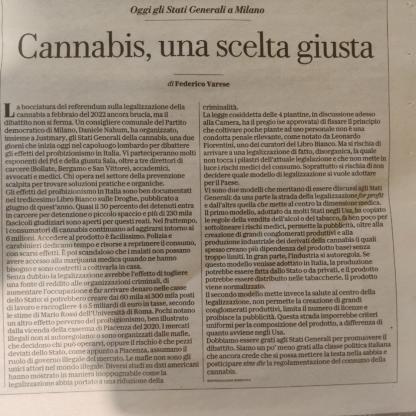 Oggi gli Stati Generali a Milano
Cannabis, una scelta giusta
di Federico Varese
La bocciatura del referendum sulla legalizzazione della
cannabis a febbraio del 2022 ancora brucia, ma il
dibattito non si ferma. Un consigliere comunale del Partito
democratico di Milano, Daniele Nahum, ha organizzato,
insieme a Justmary, gli Stati Generali della cannabis, una due
giorni che inizia oggi nel capoluogo lombardo per dibattere
gli effetti del proibizionismo in Italia. Vi parteciperanno molti
esponenti del Pd e della giunta Sala, oltre a tre direttori di
carcere (Bollate, Bergamo e San Vittore), accademici,
avvocati e medici. Chi opera nel settore della prevenzione
scalpita per trovare soluzioni pratiche e organiche.
Gli effetti del proibizionismo in Italia sono ben documentati
nel tredicesimo Libro Bianco sulle Droghe, pubblicato a
giugno di quest'anno. Quasi il 30 percento dei detenuti entra
in carcere per detenzione o piccolo spaccio e più di 230 mila
fascicoli giudiziari sono aperti per questi reati. Nel frattempo,
i consumatori di cannabis continuano ad aggirarsi intorno ai
6 milioni. Accedere al prodotto è facilissimo. Polizia e
carabinieri dedicano tempo e risorse a reprimere il consumo,
con scarsi effetti. E poi scandaloso che i malati non possano
avere accesso alla marijuana medica quando ne hanno
bisogno e sono costretti a coltivarla in casa.
Senza dubbio la legalizzazione avrebbe l'effetto di togliere
una fonte di reddito alle organizzazioni criminali, di
aumentare l'occupazione e far arrivare denaro nelle casse
dello Stato: si potrebbero creare dai 60 mila ai 300 mila posti
di lavoro e raccogliere 4 o 5 miliardi di euro in tasse, secondo
le stime di Mario Rossi dell'Università di Roma. Pochi notano
un altro effetto perverso del proibizionismo, ben illustrato
dalla vicenda della caserma di Piacenza del 2020. I mercati
illegali non si autoregolano: o sono organizzati dalle mafie,
che decidono chi può operarvi, oppure il rischio è che pezzi
deviati dello Stato, come appunto a Piacenza, assumano il
ruolo di governo illegale del mercato. Le mafie non sono gli
unici attori nel mondo illegale. Diversi studi su dati americani
hanno mostrato in maniera inoppugnabile come la
legalizzazione abbia portato a una riduzione della
criminalità.
La legge cosiddetta delle 4 piantine, in discussione adesso
alla Camera, ha il pregio (se approvata) di fissare il principio
che coltivare poche piante ad uso personale non è una
condotta penale rilevante, come notato da Leonardo
Fiorentini, uno dei curatori del Libro Bianco. Ma si rischia di
arrivare a una legalizzazione di fatto, disorganica, la quale
non tocca i pilastri dell'attuale legislazione e che non mette in
luce i rischi medici del consumo. Soprattutto si rischia di non
decidere quale modello di legalizzazione si vuole adottare
per il Paese.
Vi sono due modelli che meritano di essere discussi agli Stati
Generali: da una parte la strada della legalizzazione for profit
e dall'altra quella che mette al centro la dimensione medica.
Il primo modello, adottato da molti Stati negli Usa, ha copiato
le regole della vendita dell'alcol e del tabacco, fa ben poco per
sottolineare i rischi medici, permette la pubblicità, oltre alla
creazione di grandi conglomerati produttivi e alla
produzione industriale dei derivati della cannabis (i quali
spesso creano più dipendenza del prodotto base) senza
troppo limiti. In gran parte, l'industria si autoregola. Se
questo modello venisse adottato in Italia, la produzione
potrebbe essere fatta dallo Stato o da privati, e il prodotto
potrebbe essere distribuito nelle tabaccherie. Il prodotto
viene normalizzato.
Il secondo modello mette invece la salute al centro della
legalizzazione, non permette la creazione di grandi
conglomerati produttivi, limita il numero di licenze e
proibisce la pubblicità. Questa strada imporrebbe criteri
uniformi per la composizione del prodotto, a differenza di
quanto avviene negli Usa.
Dobbiamo essere grati agli Stati Generali per promuovere il
dibattito. Siamo un po' meno grati alla classe politica italiana
che ancora crede che si possa mettere la testa nella sabbia e
posticipare sine die la regolamentazione del consumo della
cannabis.